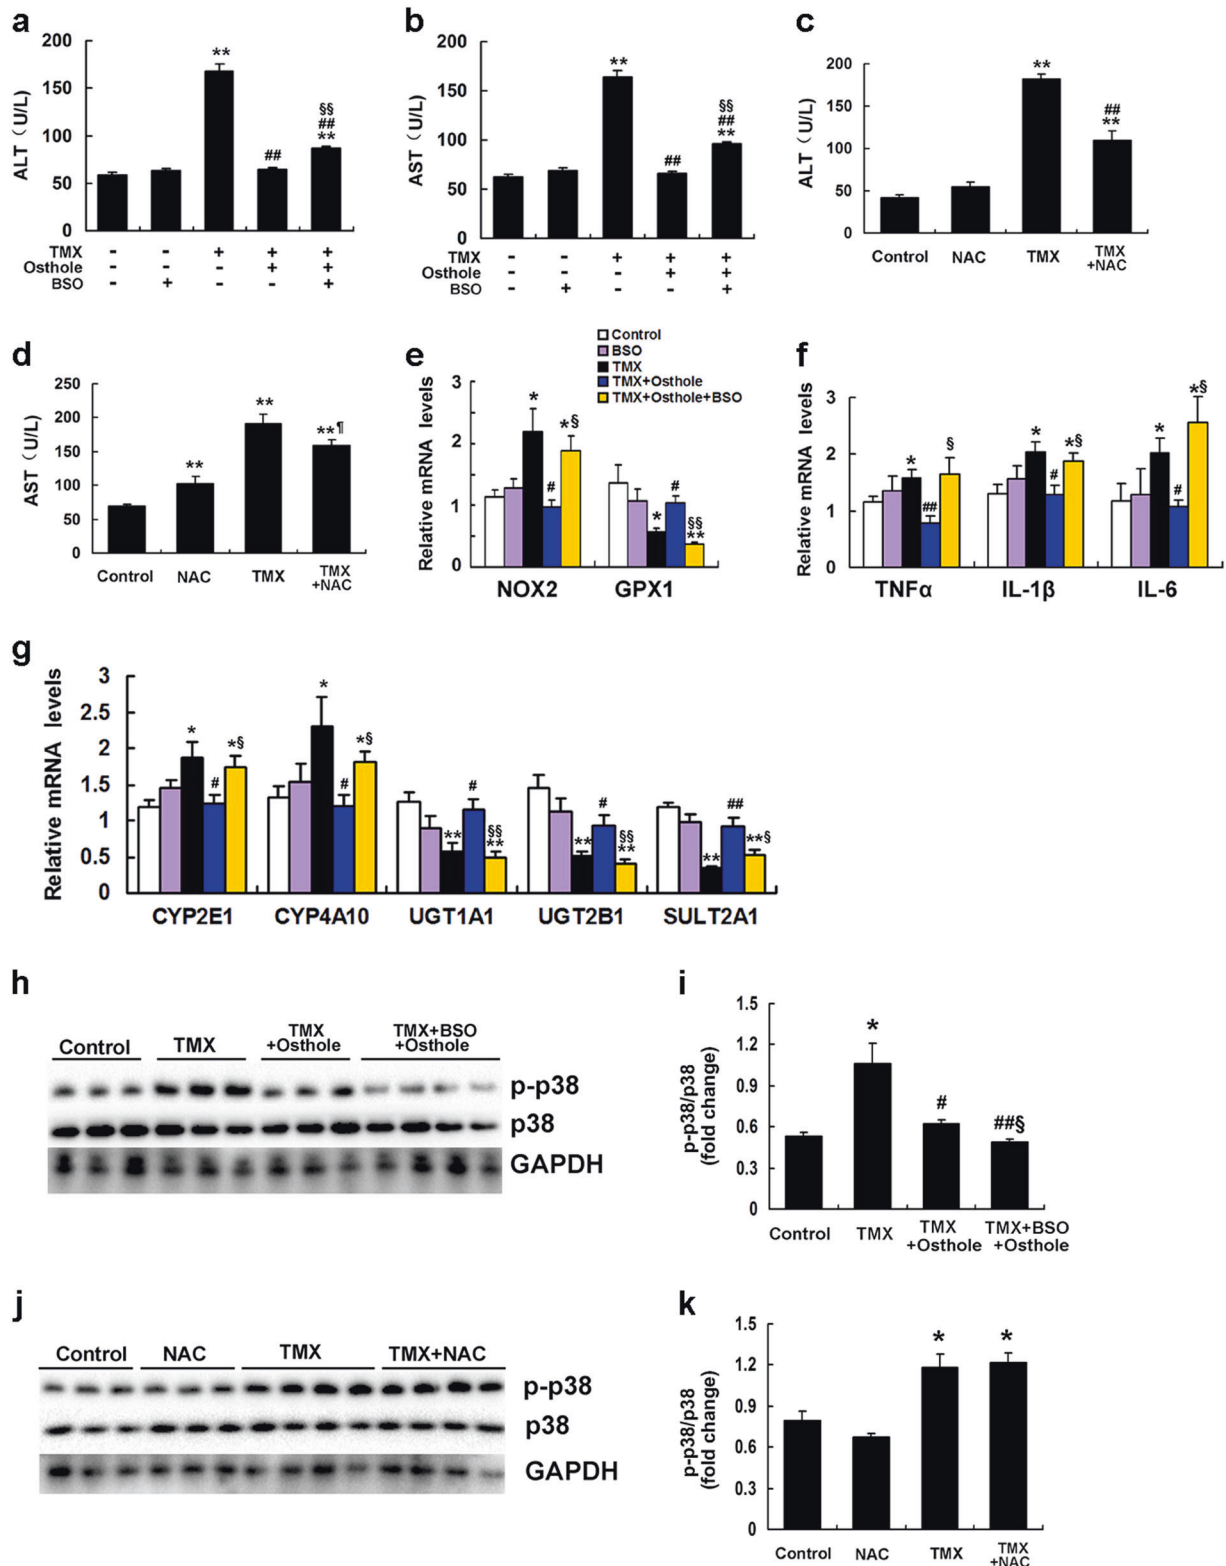 a
200
150
100
50
0
ALT (U/L)
**
##
§§
##
**
TMX - - + + +
Osthole - - - + +
BSO - + - - +
b
200
150
100
50
0
AST (U/L)
**
##
§§
##
**
TMX - - + + +
Osthole - - - + +
BSO - + - - +
c
200
150
100
50
0
ALT (U/L)
**
##
**
Control NAC TMX TMX
+NAC
d
250
200
150
100
50
0
AST (U/L)
**
**
**¶
Control NAC TMX TMX
+NAC
e
Control
BSO
TMX
TMX+Osthole
TMX+Osthole+BSO
3
2
1
0
Relative mRNA levels
*
#
*§
*
#
§§
**
NOX2 GPX1
f
3
2
1
0
Relative mRNA levels
*
##
§
*
#
*§
*
#
*§
TNFα IL-1β IL-6
g
3
2.5
2
1.5
1
0.5
0
Relative mRNA levels
*
#
*§
*
#
*§
**
#
§§
**
**
#
§§
**
**
##
**§
CYP2E1 CYP4A10 UGT1A1 UGT2B1 SULT2A1
h
Control TMX TMX
+Osthole TMX+BSO
+Osthole
p-p38
p38
GAPDH
i
1.5
1.2
0.9
0.6
0.3
0
p-p38/p38
(fold change)
*
#
##§
Control TMX TMX
+Osthole TMX+BSO
+Osthole
j
Control NAC TMX TMX+NAC
p-p38
p38
GAPDH
k
1.5
1.2
0.9
0.6
0.3
0
p-p38/p38
(fold change)
*
*
Control NAC TMX TMX
+NAC